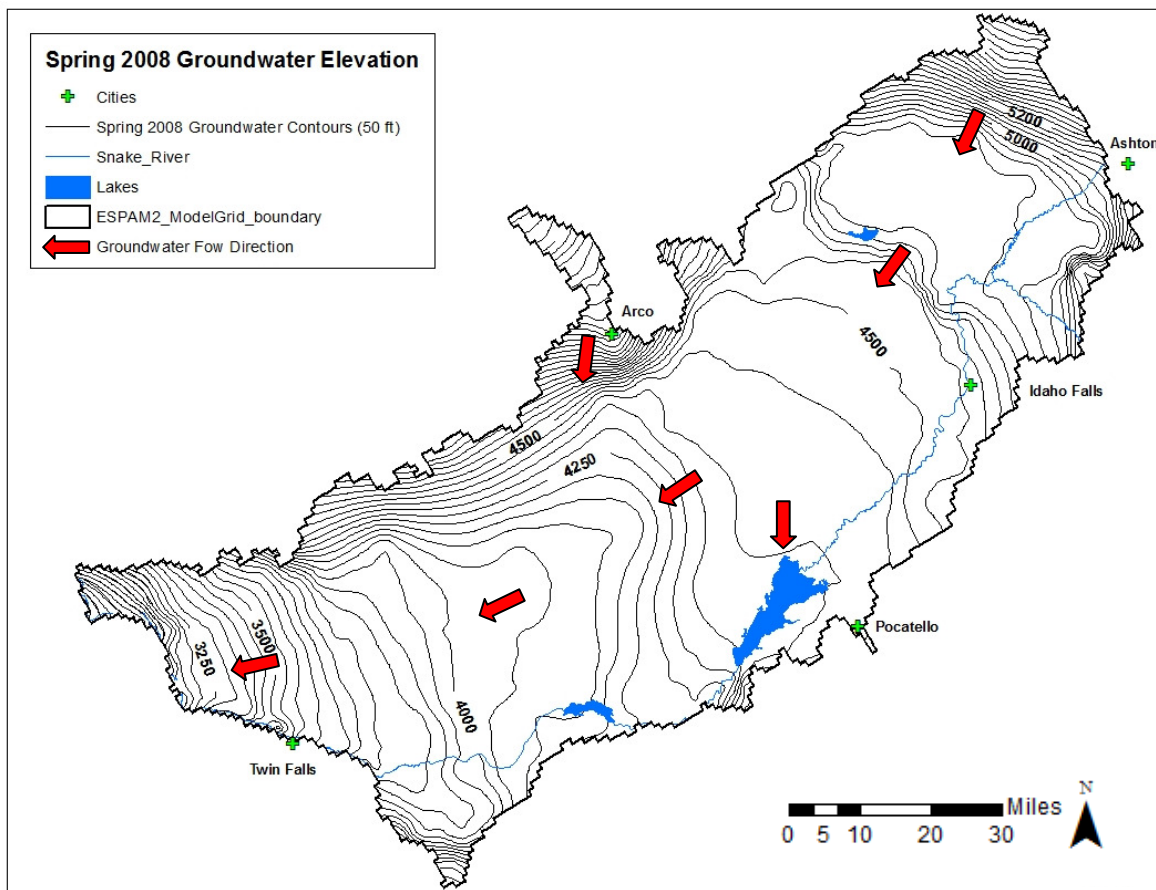 Spring 2008 Groundwater Elevation
Cities
Spring 2008 Groundwater Contours (50 ft)
Snake_River
Lakes
ESPAM2_ModelGrid_boundary
Groundwater Fow Direction
5200
5000
Ashton
Arco
4500
Idaho Falls
4500
4250
Pocatello
3500
3250
4000
Twin Falls
N
Miles
0 5 10 20 30